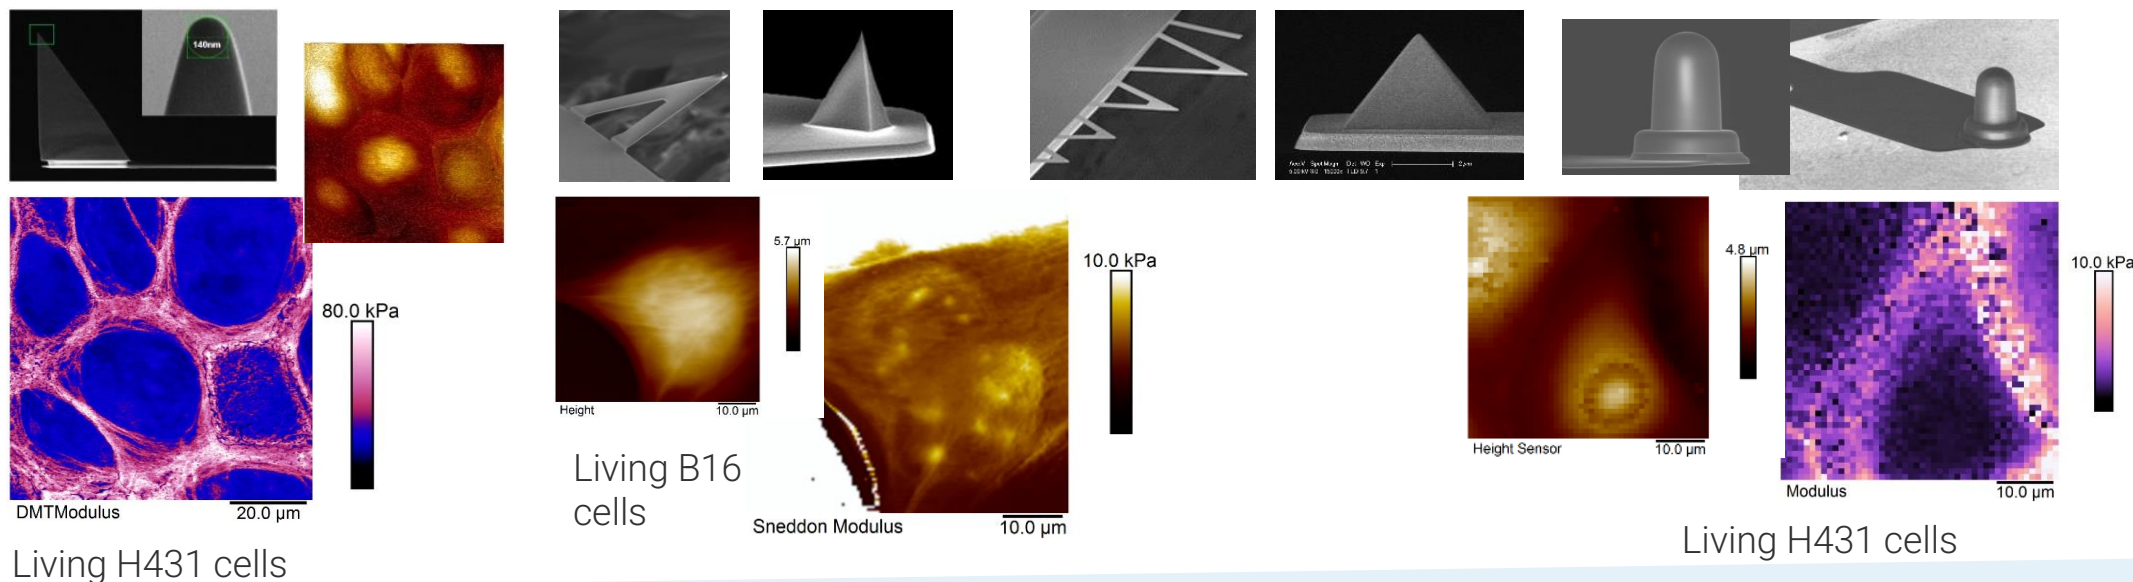 140nm
80.0 kPa
DMTModulus
20.0 µm
Living H431 cells
5.7 µm
Height
10.0 µm
10.0 kPa
Living B16
cells
Sneddon Modulus
10.0 µm
2µm
4.8 µm
Height Sensor
10.0 µm
10.0 kPa
Modulus
10.0 µm
Living H431 cells